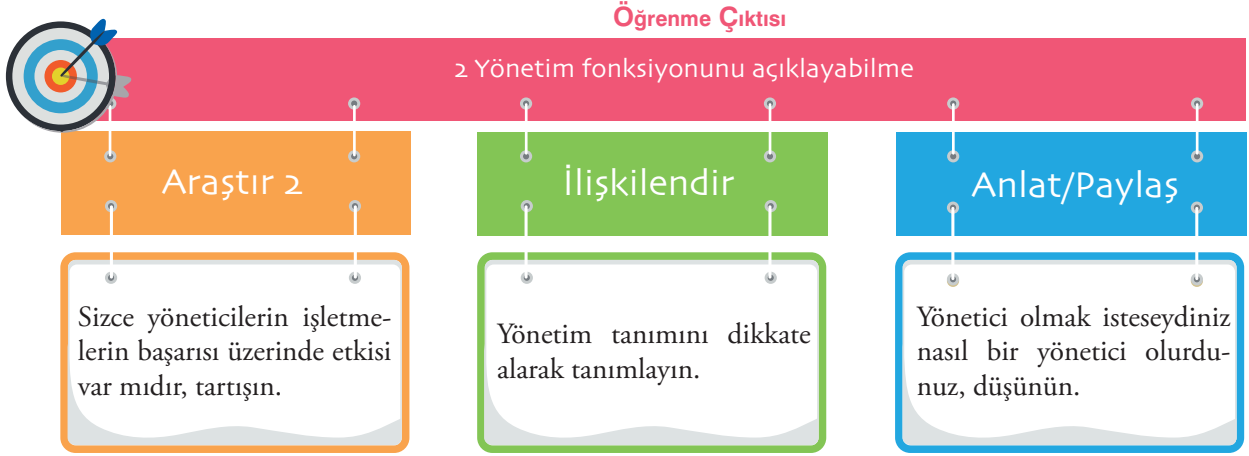 Öğrenme Çıktısı
2 Yönetim fonksiyonunu açıklayabilme
Araştır 2
İlişkilendir
Anlat/Paylaş
Sizce yöneticilerin işletme-
lerin başarısı üzerinde etkisi
var mıdır, tartışın.
Yönetim tanımını dikkate
alarak tanımlayın.
Yönetici olmak isteseydiniz
nasıl bir yönetici olurdu-
nuz, düşünün.